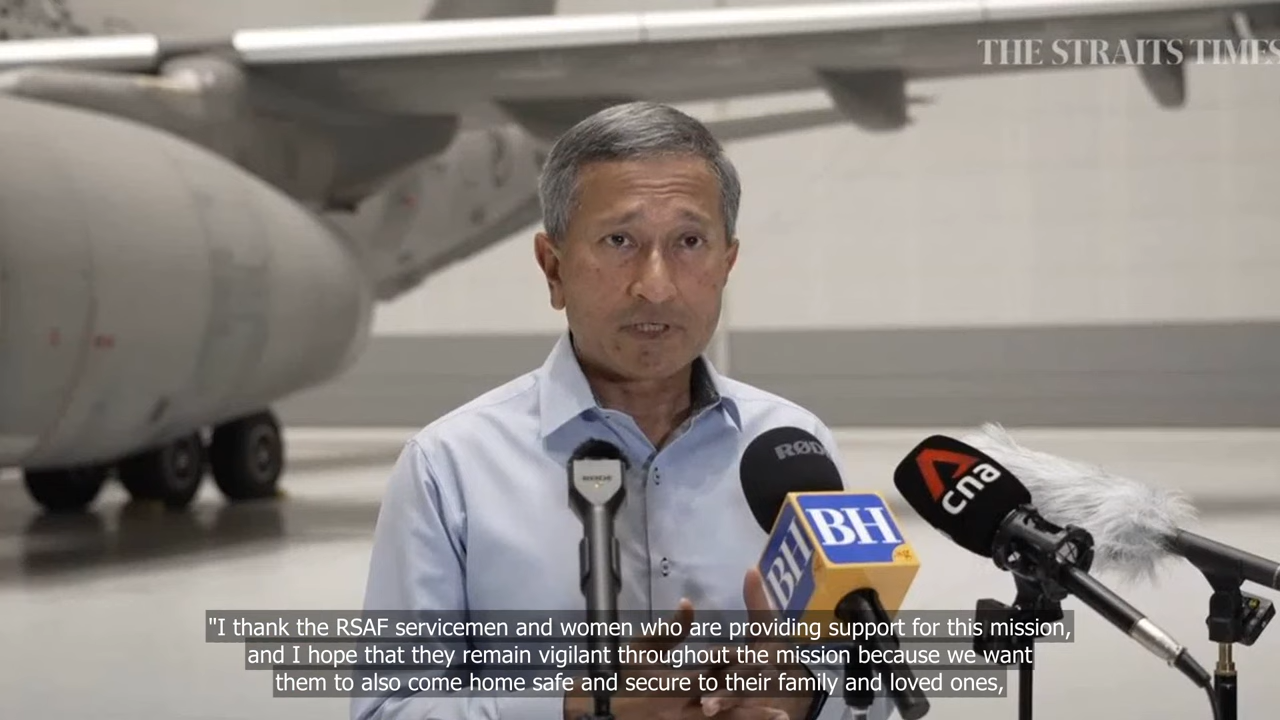 THE STRAITS TIMES
RØDE
cna
BH
BH
"I thank the RSAF servicemen and women who are providing support for this mission,
and I hope that they remain vigilant throughout the mission because we want
them to also come home safe and secure to their family and loved ones,